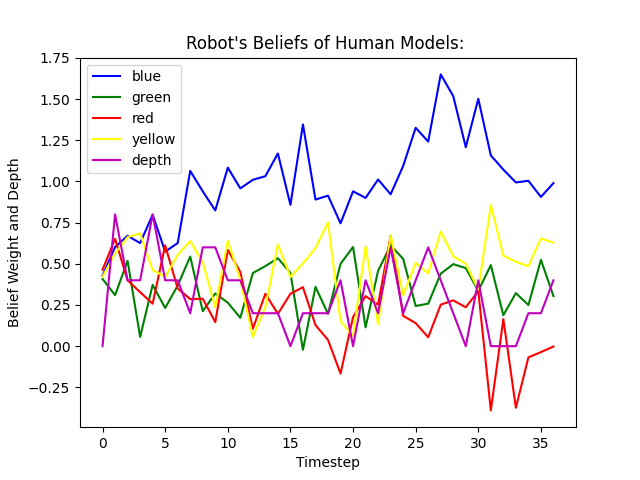 Robot's Beliefs of Human Models:
1.75
1.50
1.25
1.00
0.75
0.50
0.25
0.00
−0.25
Belief Weight and Depth
blue
green
red
yellow
depth
0 5 10 15 20 25 30 35
Timestep